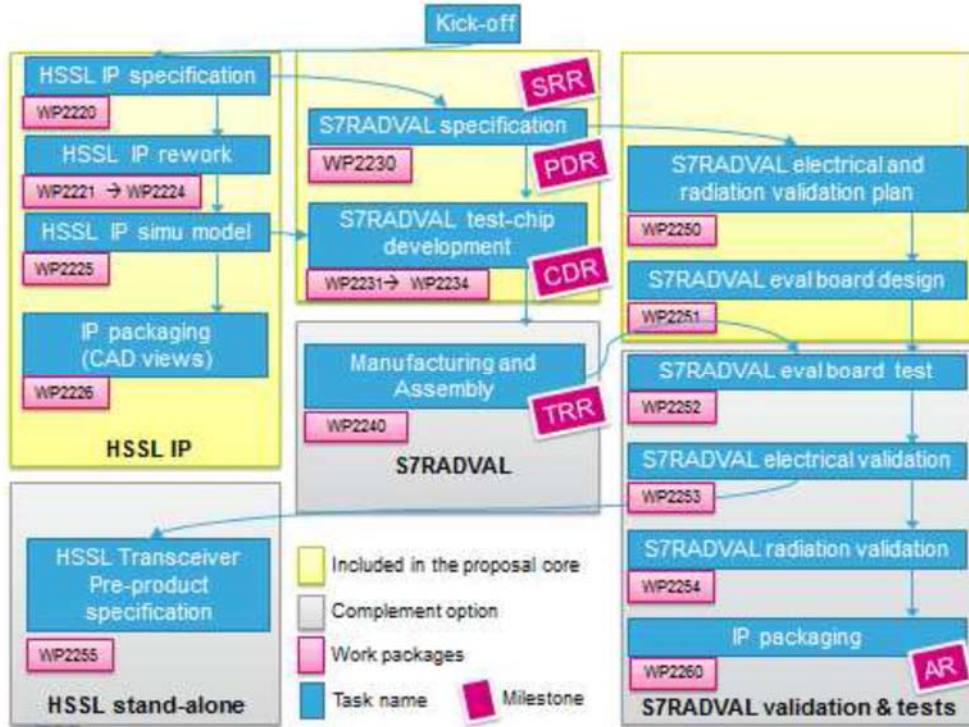 Kick-off
HSSL IP specification
WP2220
HSSL IP rework
WP2221 → WP2224
HSSL IP simu model
WP2225
IP packaging
(CAD views)
WP2226
HSSL IP
SRR
S7RADVAL specification
WP2230
PDR
S7RADVAL test-chip
development
WP2231→ WP2234
CDR
Manufacturing and
Assembly
WP2240
TRR
S7RADVAL
S7RADVAL electrical and
radiation validation plan
WP2250
S7RADVAL eval board design
WP2251
S7RADVAL eval board test
WP2252
S7RADVAL electrical validation
WP2253
S7RADVAL radiation validation
WP2254
IP packaging
WP2260
AR
S7RADVAL validation & tests
HSSL Transceiver
Pre-product
specification
WP2255
HSSL stand-alone
Included in the proposal core
Complement option
Work packages
Task name
Milestone